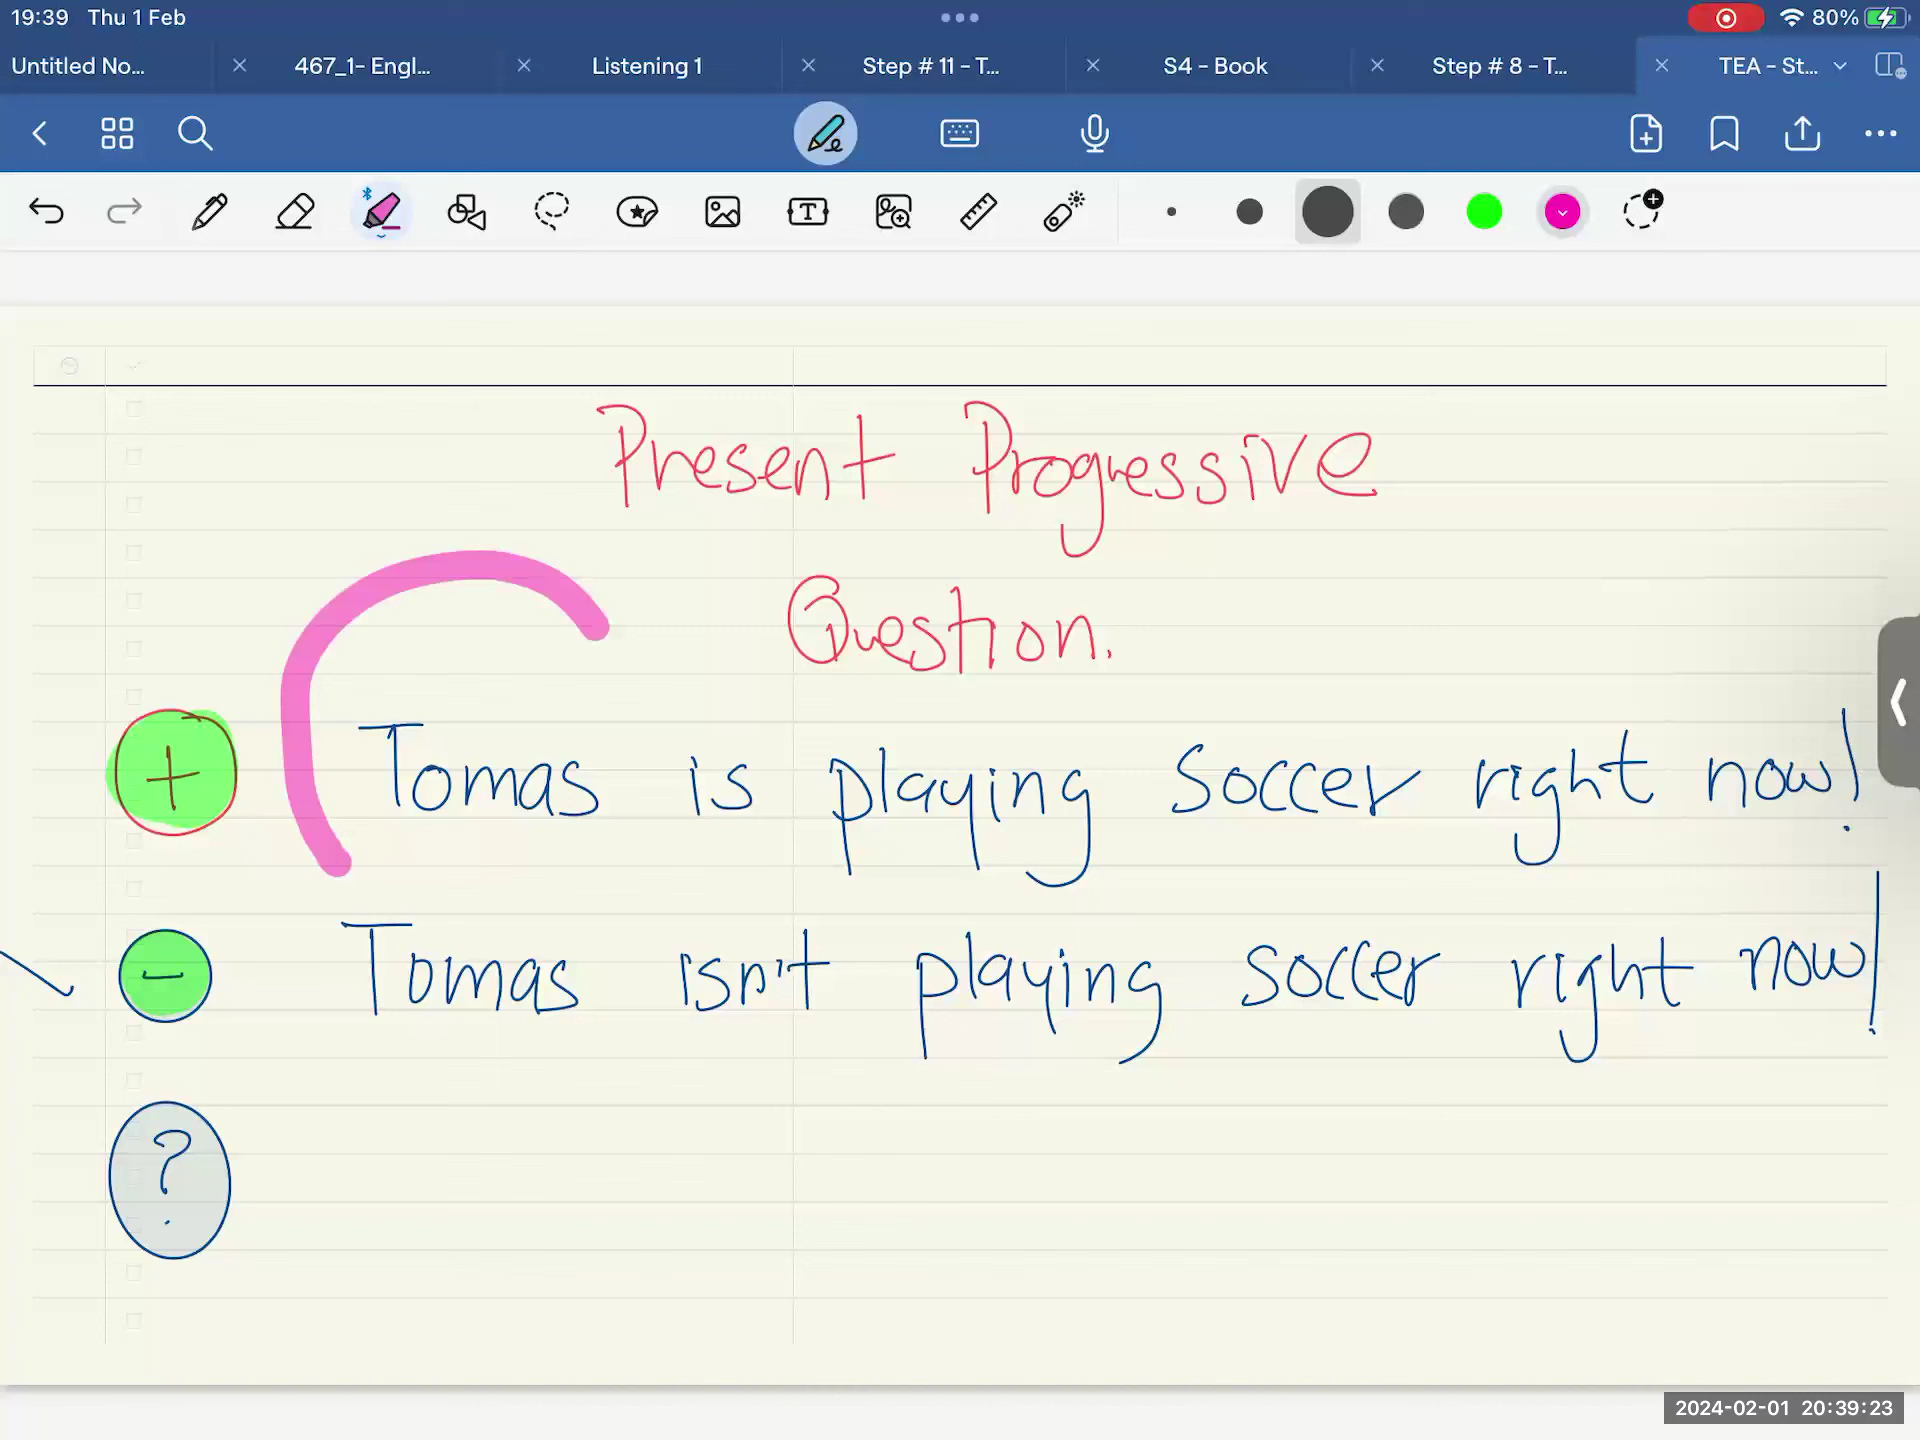 19:39 Thu 1 Feb 80%
Untitled No... 467_1- Engl... Listening 1 Step # 11 - T... S4 - Book Step # 8 - T... TEA - St...
Present Progressive
Question.
+ Tomas is playing soccer right now!
- Tomas isn't playing soccer right now!
?
2024-02-01 20:39:23